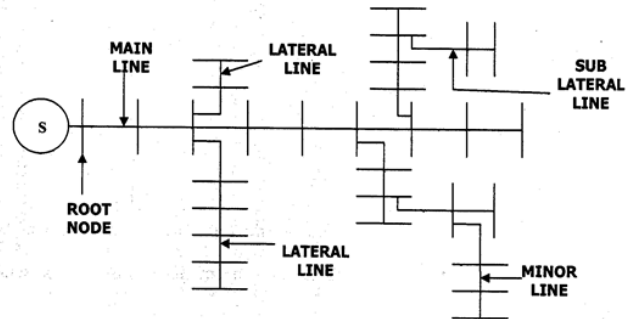 MAIN
LINE
LATERAL
LINE
SUB
LATERAL
LINE
S
ROOT
NODE
LATERAL
LINE
MINOR
LINE